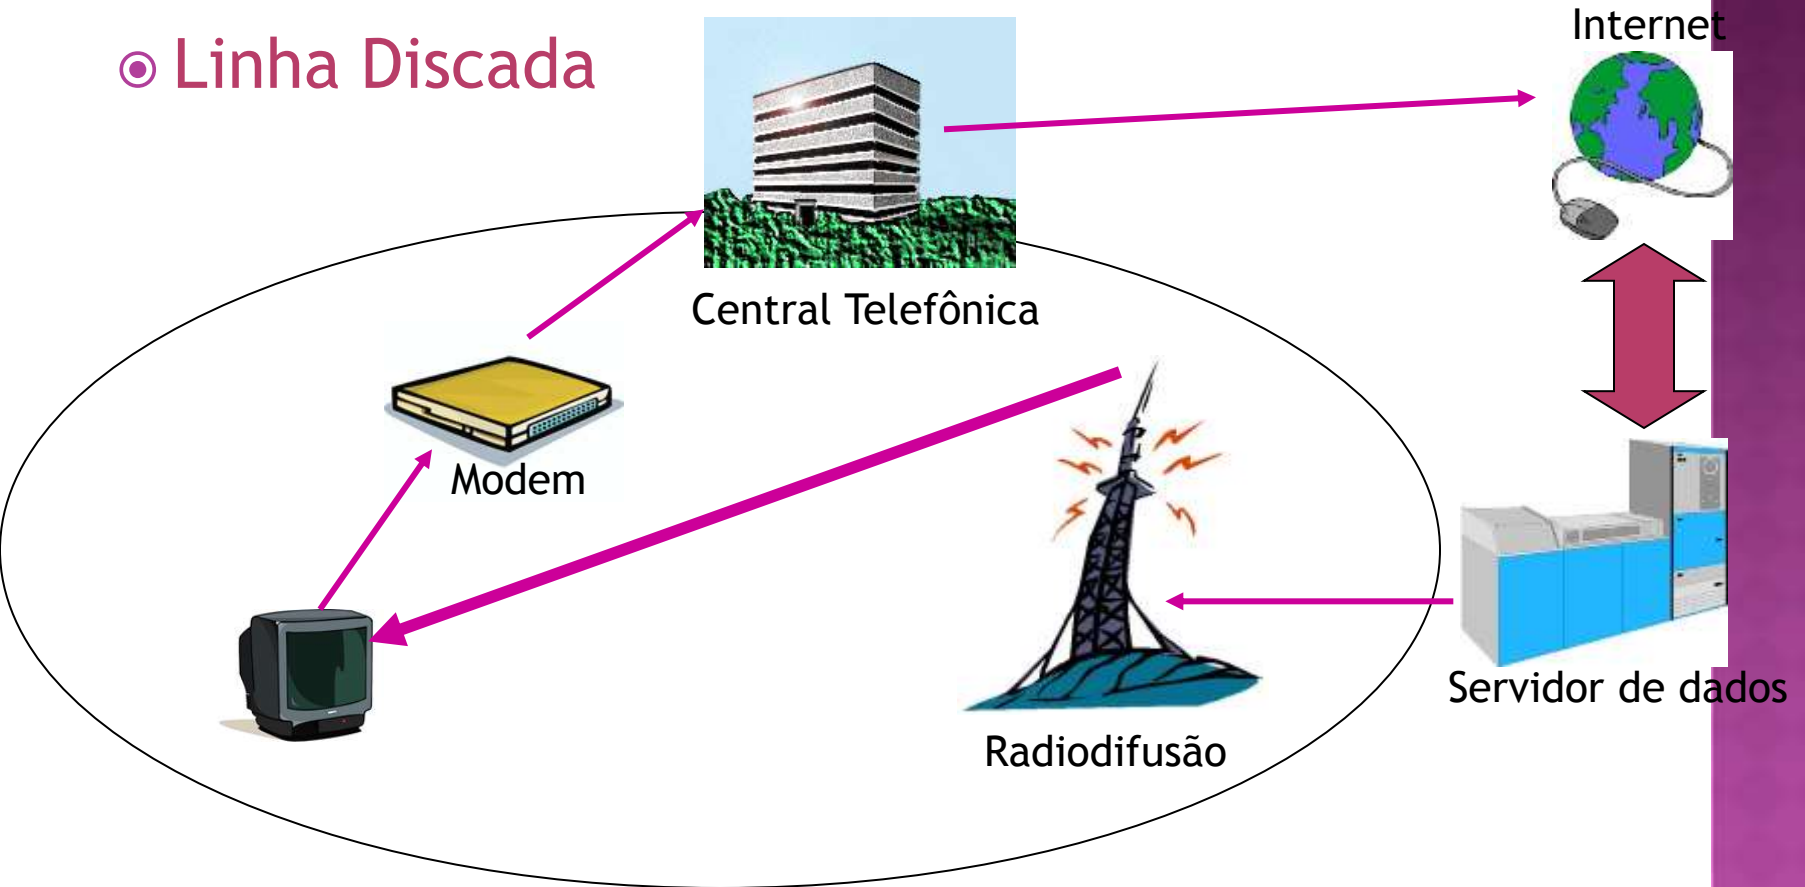 Linha Discada
Internet
Central Telefônica
Modem
Servidor de dados
Radiodifusão